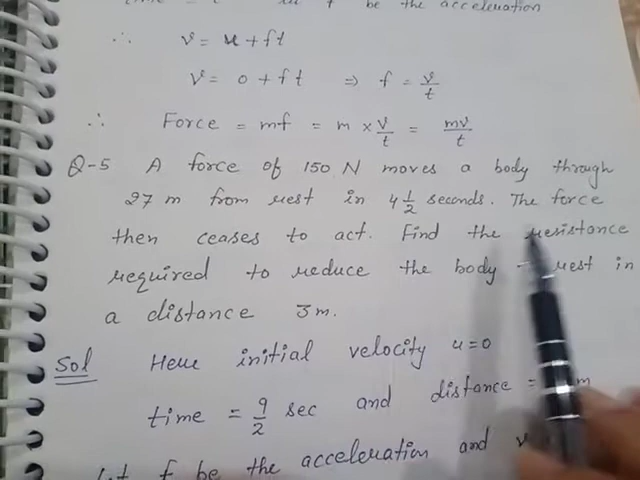 be the acceleration
∴ v = u + ft
v = 0 + ft ⇒ f = v/t
∴ Force = mf = m × v/t = mv/t
Q-5 A force of 150 N moves a body through
27 m from rest in 4 1/2 seconds. The force
then ceases to act. Find the resistance
required to reduce the body rest in
a distance 3m.
Sol Here initial velocity u=0
time = 9/2 sec and distance = m
Let f be the acceleration and v